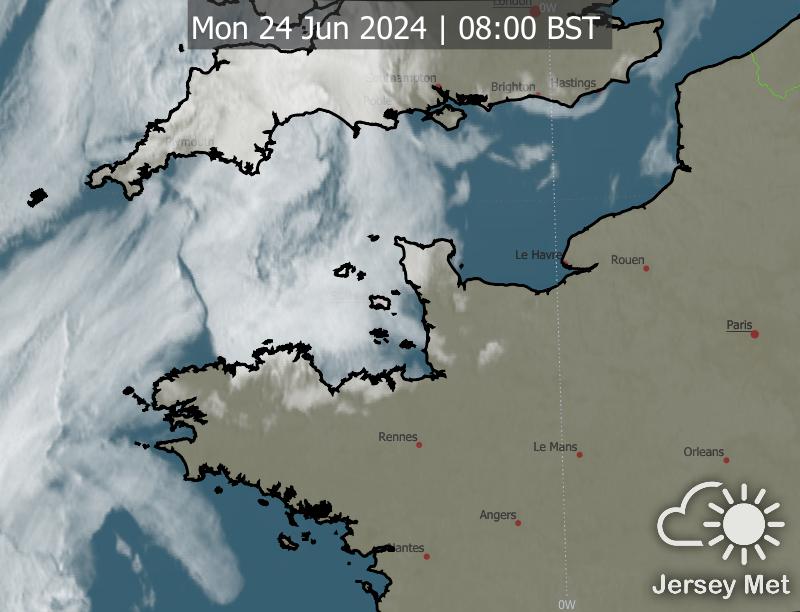 London
0W
Mon 24 Jun 2024 | 08:00 BST
Southampton
Brighton
Hastings
Poole
Le Havre
Rouen
Paris
Rennes
Le Mans
Orleans
Angers
Nantes
Jersey Met
0W